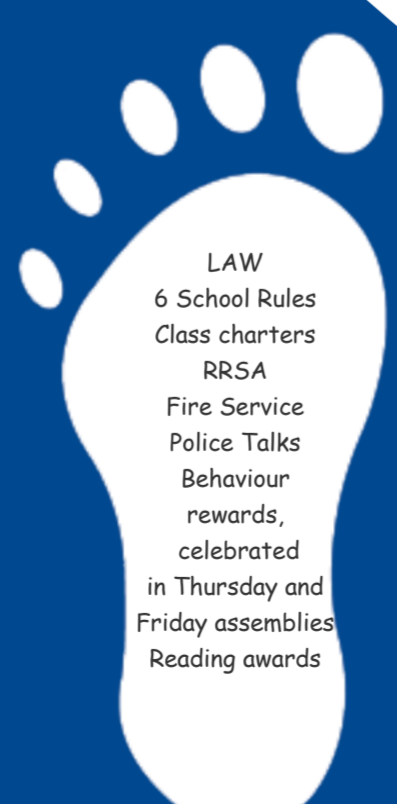 LAW
6 School Rules
Class charters
RRSA
Fire Service
Police Talks
Behaviour
rewards,
celebrated
in Thursday and
Friday assemblies
Reading awards